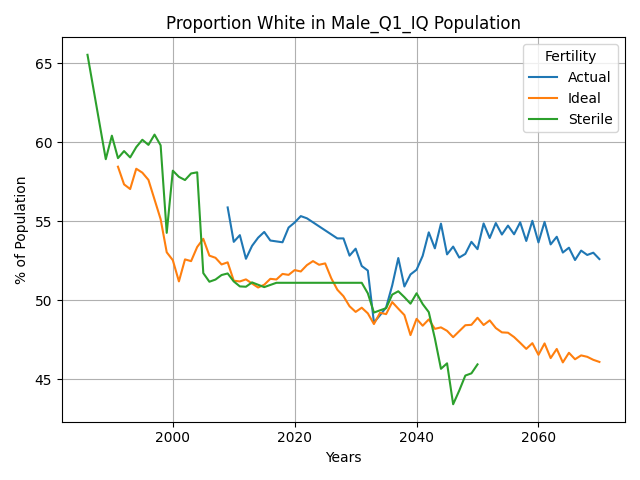 Proportion White in Male_Q1_IQ Population
Fertility
Actual
Ideal
Sterile
% of Population
65
60
55
50
45
2000
2020
2040
2060
Years